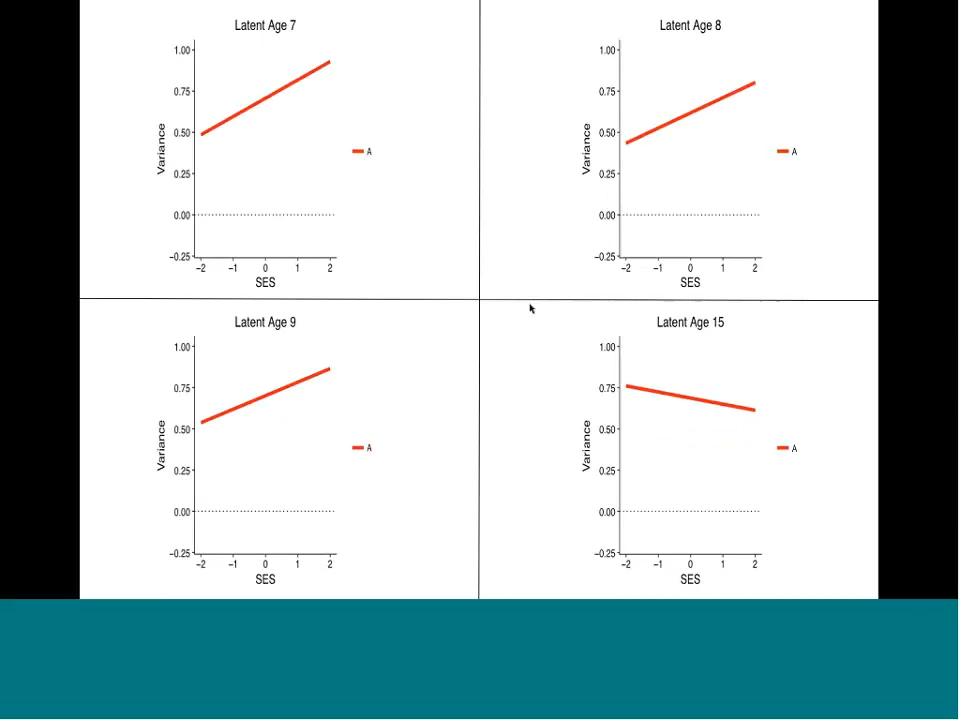 Latent Age 7
1.00
0.75
0.50
0.25
0.00
−0.25
Variance
−2 −1 0 1 2
SES
A
Latent Age 8
1.00
0.75
0.50
0.25
0.00
−0.25
Variance
−2 −1 0 1 2
SES
A
Latent Age 9
1.00
0.75
0.50
0.25
0.00
−0.25
Variance
−2 −1 0 1 2
SES
A
Latent Age 15
1.00
0.75
0.50
0.25
0.00
−0.25
Variance
−2 −1 0 1 2
SES
A